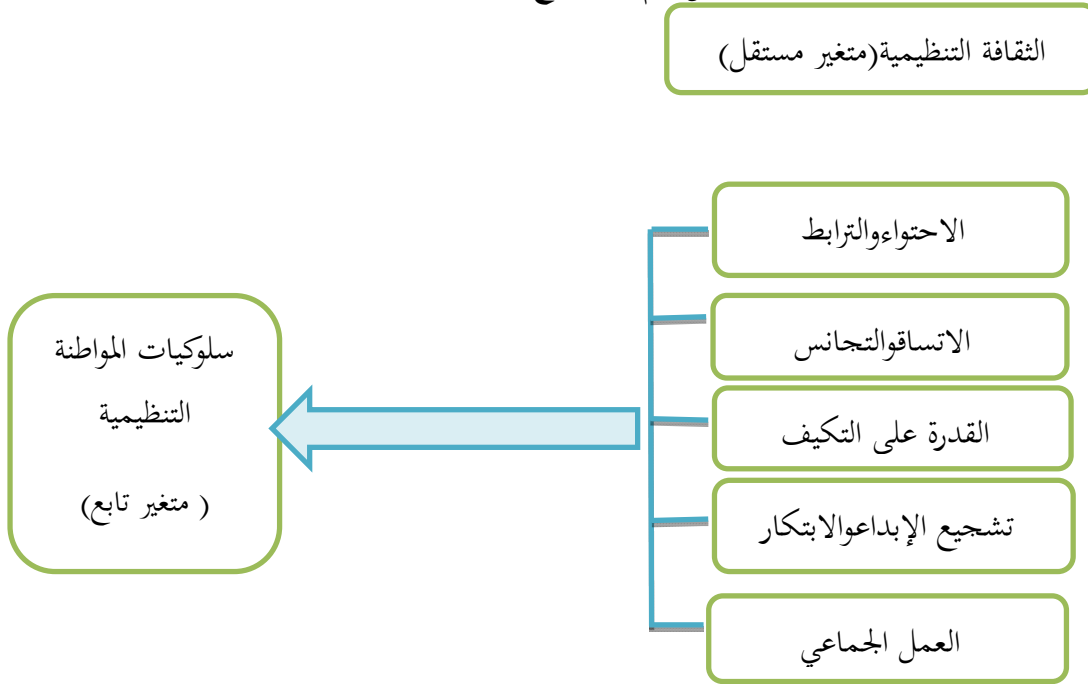 الثقافة التنظيمية(متغير مستقل)
الاحتواءوالترابط
الاتساقوالتجانس
القدرة على التكيف
تشجيع الإبداعوالابتكار
العمل الجماعي
سلوكيات المواطنة
التنظيمية
( متغير تابع)